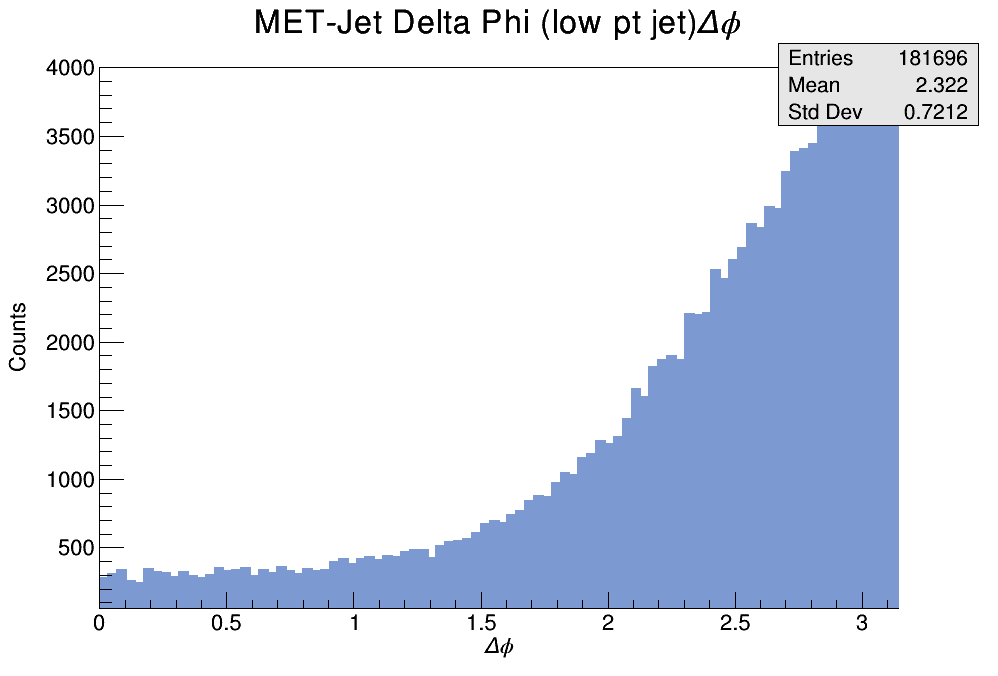 MET-Jet Delta Phi (low pt jet)Δϕ
Entries 181696
Mean 2.322
Std Dev 0.7212
4000
3500
3000
2500
2000
1500
1000
500
Counts
0 0.5 1 1.5 2 2.5 3
Δϕ